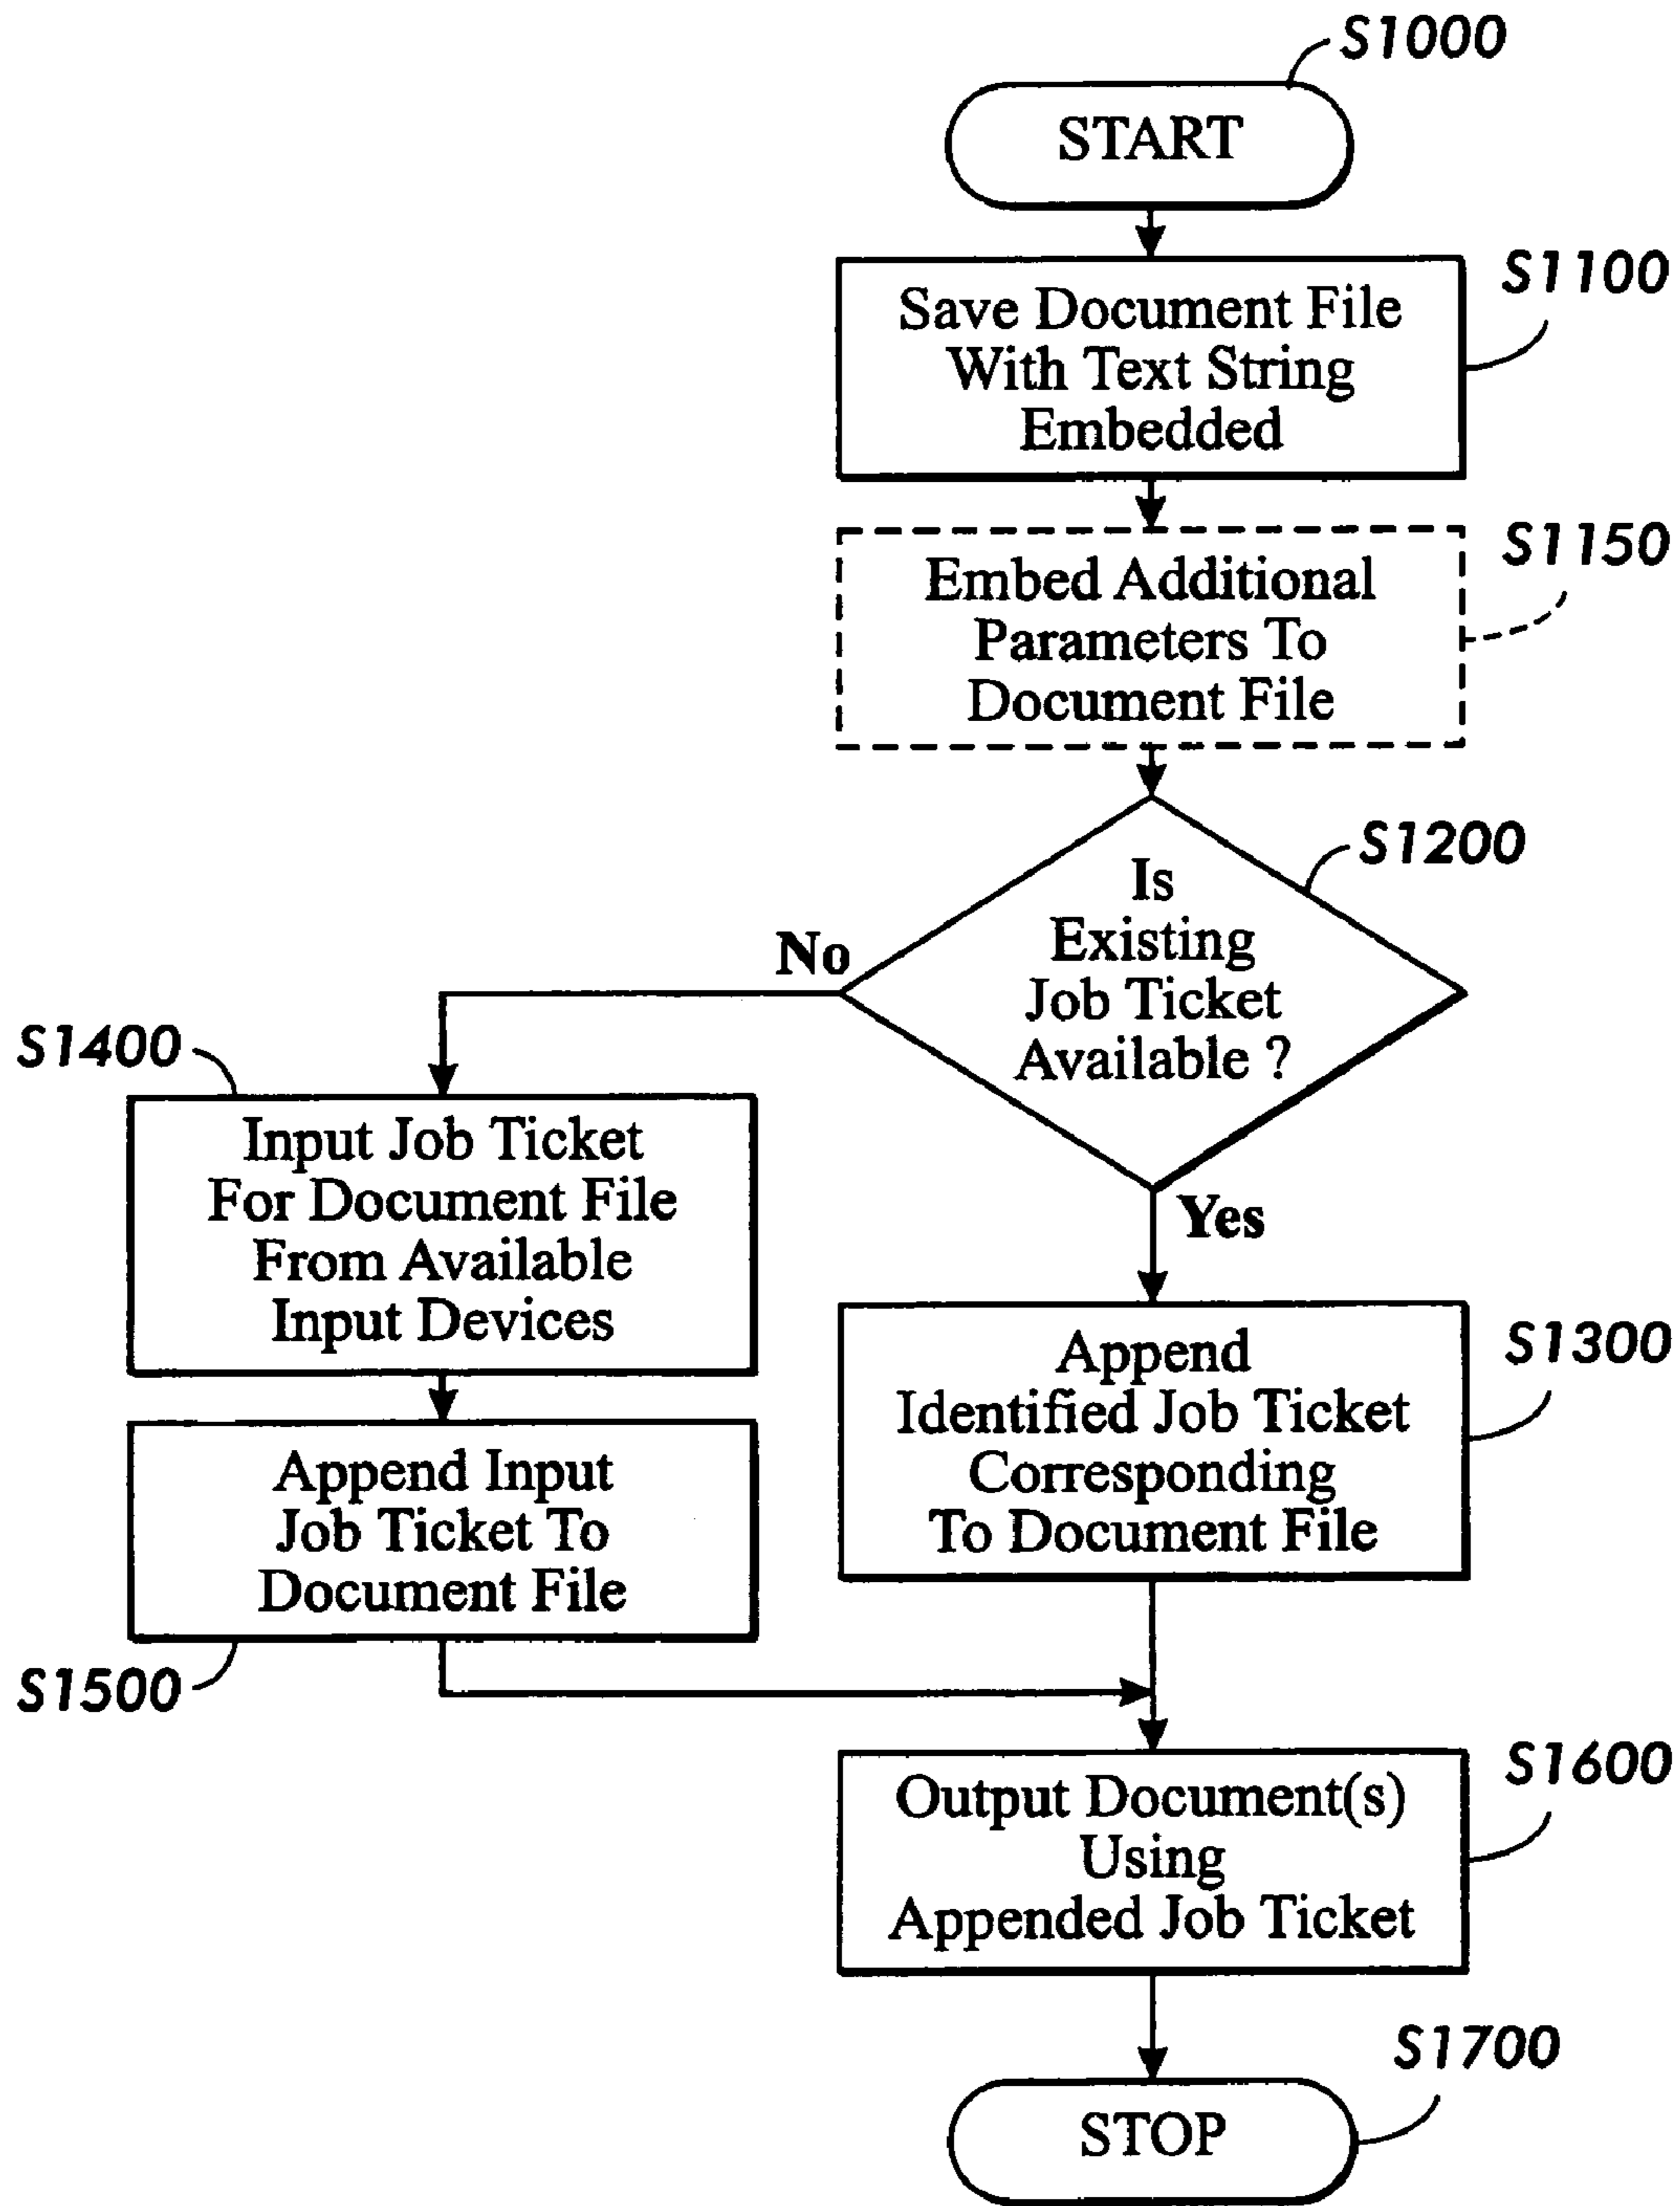 S1000
START
S1100
Save Document File
With Text String
Embedded
S1150
Embed Additional
Parameters To
Document File
S1200
Is
Existing
Job Ticket
Available ?
No
Yes
S1400
Input Job Ticket
For Document File
From Available
Input Devices
S1300
Append
Identified Job Ticket
Corresponding
To Document File
Append Input
Job Ticket To
Document File
S1500
S1600
Output Document(s)
Using
Appended Job Ticket
S1700
STOP